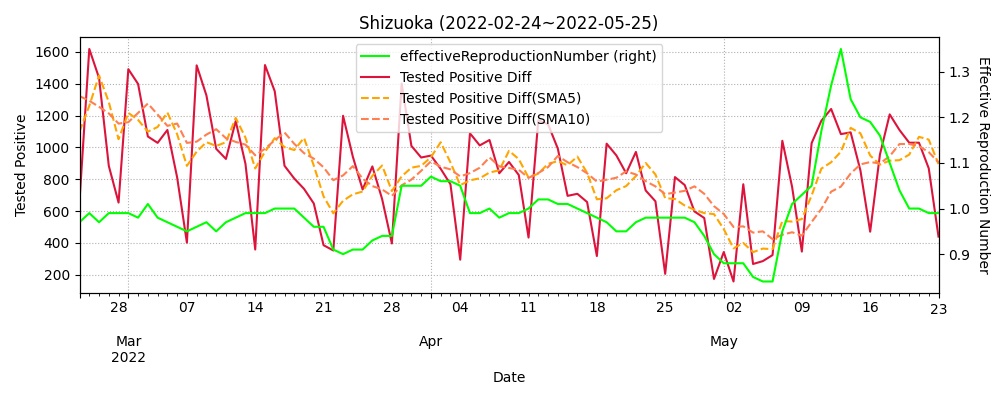 Shizuoka (2022-02-24~2022-05-25)
effectiveReproductionNumber (right)
Tested Positive Diff
Tested Positive Diff(SMA5)
Tested Positive Diff(SMA10)
Tested Positive
1600
1400
1200
1000
800
600
400
200
Effective Reproduction Number
1.3
1.2
1.1
1.0
0.9
28 07 14 21 28 04 11 18 25 02 09 16 23
Mar Apr May
2022
Date